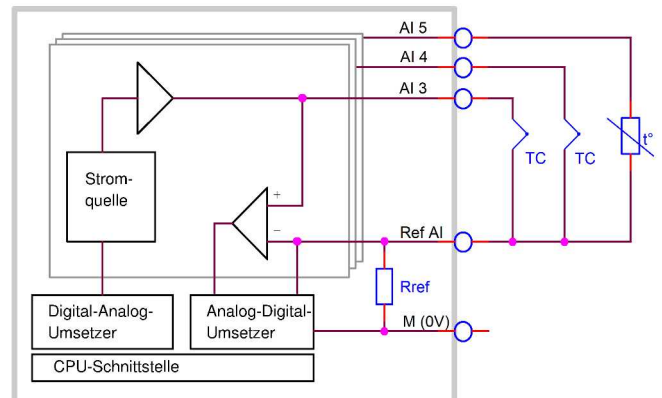 AI 5
AI 4
AI 3
TC
TC
t°
Strom-
quelle
+
−
Ref AI
Rref
Digital-Analog-
Umsetzer
Analog-Digital-
Umsetzer
M (0V)
CPU-Schnittstelle